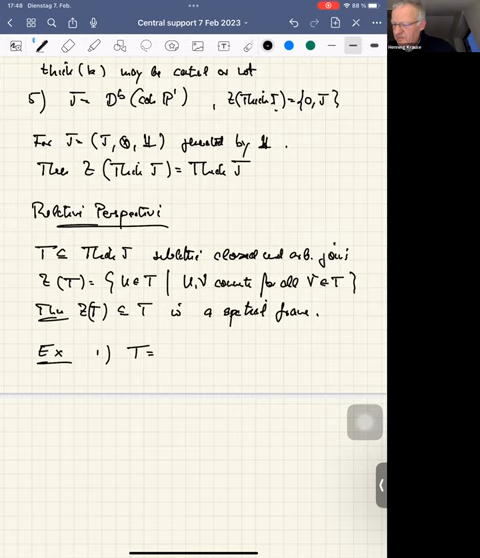 17:48 Dienstag 7. Feb. 88 %
Central support 7 Feb 2023
Henning Krause
thick(k) may be central or not
5) T = D^b(coh P^1) , Z(Thick T) = {0, T}
For T = (T, ⊗, 1) generated by 1.
Then Z(Thick T) = Thick T
Relative Perspective
T ⊆ Thick T sublattice closed under arb. joins
Z(T) = { U ∈ T | U, V commute for all V ∈ T }
Thm Z(T) ⊆ T is a spatial frame.
Ex 1) T =